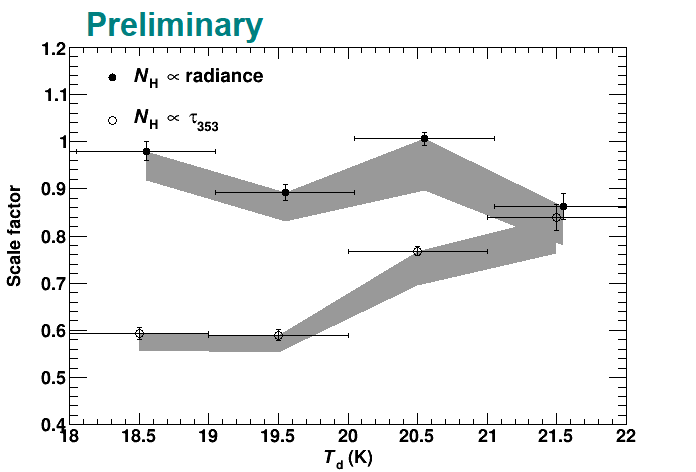 Preliminary
1.2
N_H ∝ radiance
1.1
N_H ∝ τ_353
1
0.9
0.8
0.7
0.6
0.5
0.4
Scale factor
18 18.5 19 19.5 20 20.5 21 21.5 22
T_d (K)